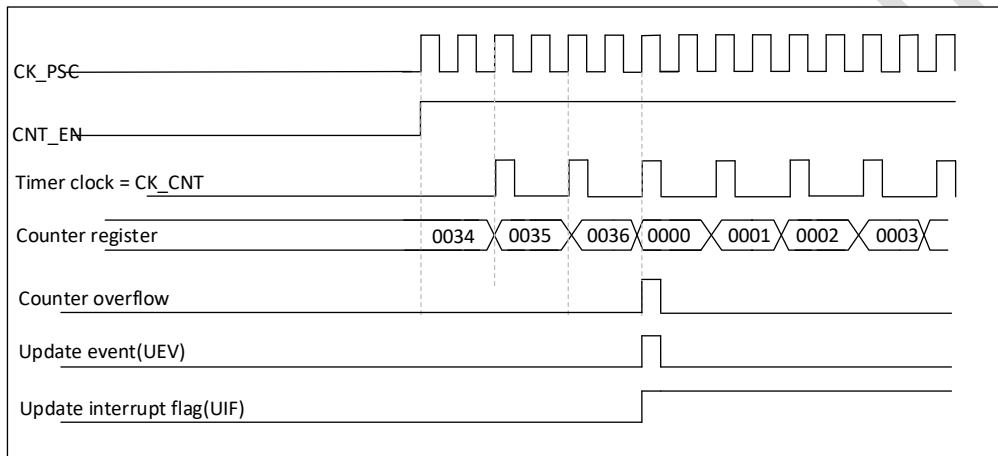 CK_PSC
CNT_EN
Timer clock = CK_CNT
Counter register 0034 0035 0036 0000 0001 0002 0003
Counter overflow
Update event(UEV)
Update interrupt flag(UIF)